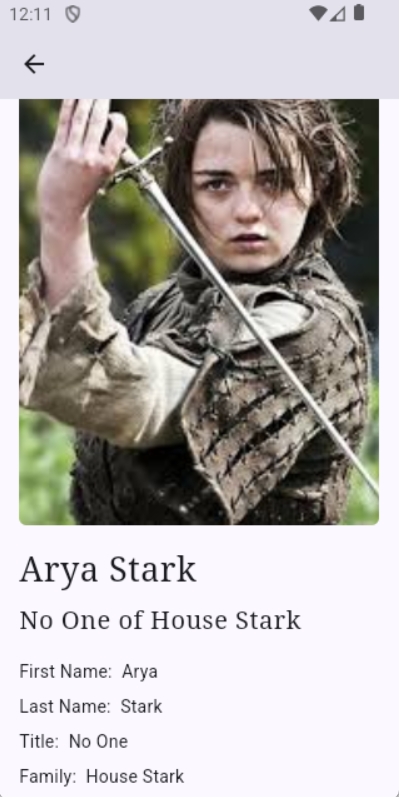 12:11
Arya Stark
No One of House Stark
First Name: Arya
Last Name: Stark
Title: No One
Family: House Stark